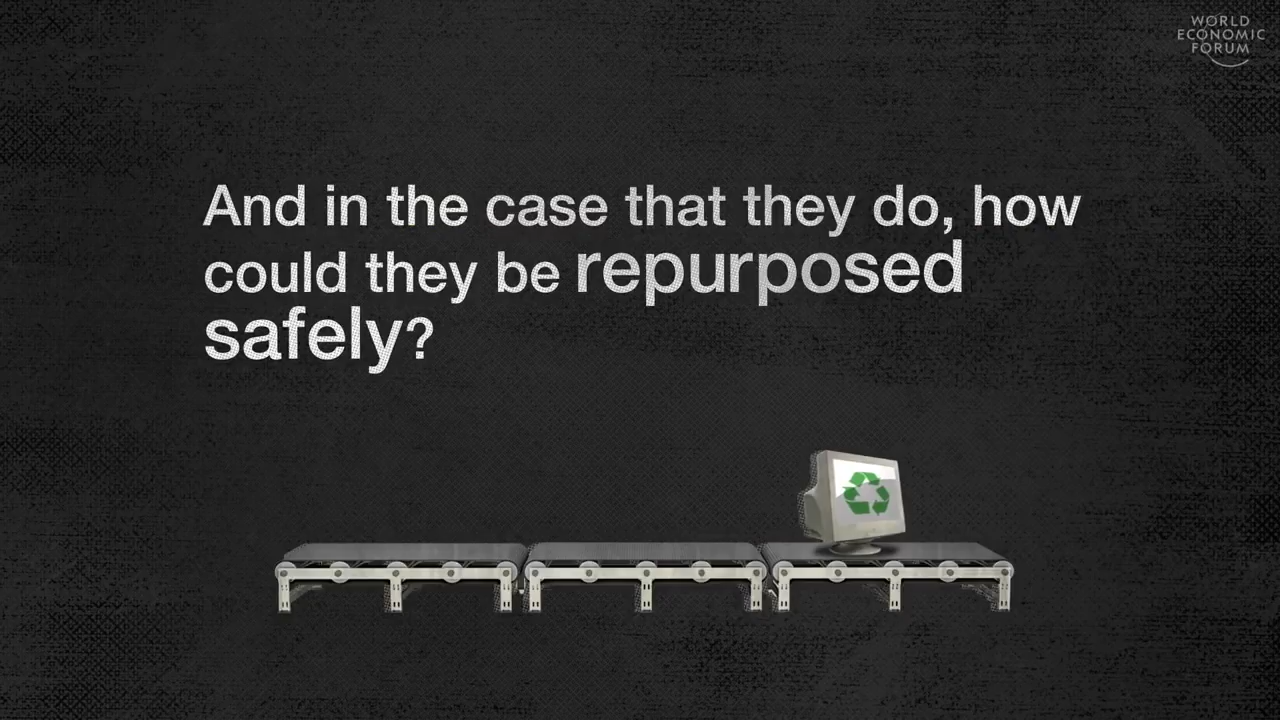 WORLD
ECONOMIC
FORUM
And in the case that they do, how
could they be repurposed
safely?